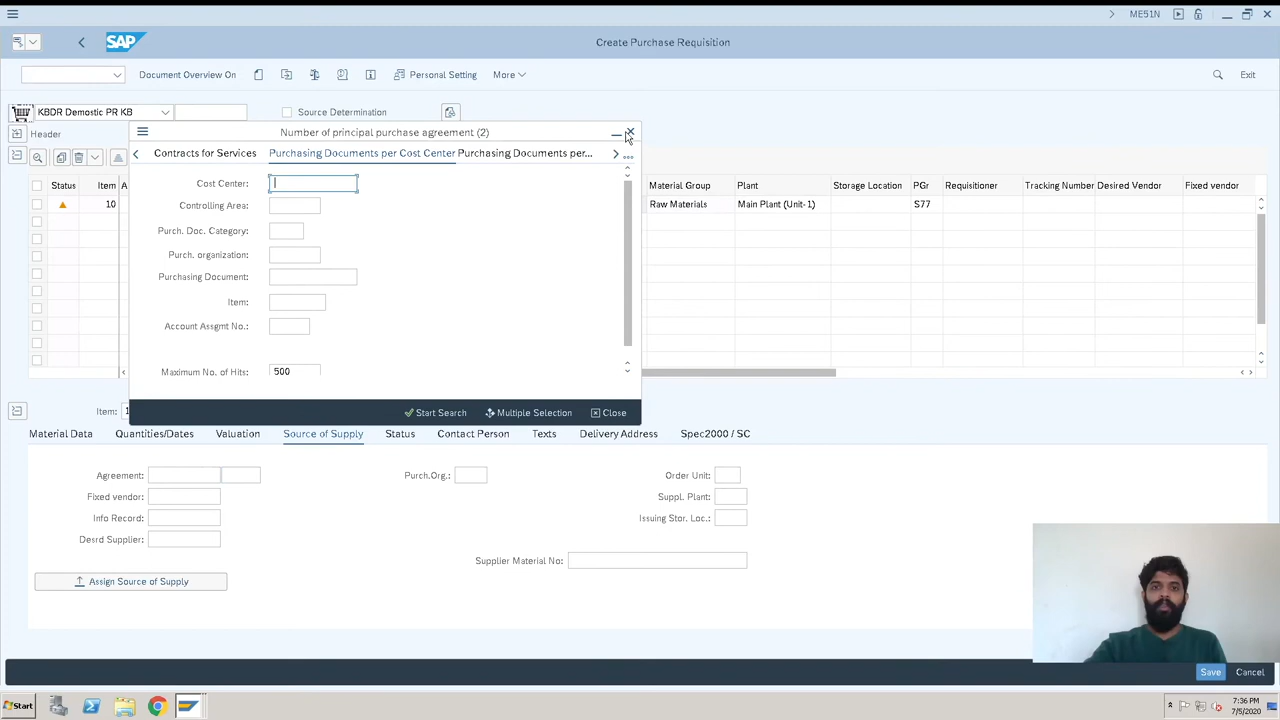 ME51N
SAP
Create Purchase Requisition
Document Overview On
Personal Setting
More
Exit
KBDR Demostic PR KB
Source Determination
Header
Number of principal purchase agreement (2)
Contracts for Services
Purchasing Documents per Cost Center
Purchasing Documents per...
Status
Item
A
Material Group
Plant
Storage Location
PGr
Requisitioner
Tracking Number
Desired Vendor
Fixed vendor
10
Raw Materials
Main Plant (Unit-1)
S77
Cost Center:
Controlling Area:
Purch. Doc. Category:
Purch. organization:
Purchasing Document:
Item:
Account Assgmt No.:
Maximum No. of Hits:
500
Start Search
Multiple Selection
Close
Item:
1
Material Data
Quantities/Dates
Valuation
Source of Supply
Status
Contact Person
Texts
Delivery Address
Spec2000 / SC
Agreement:
Purch.Org.:
Order Unit:
Fixed vendor:
Suppl. Plant:
Info Record:
Issuing Stor. Loc.:
Desrd Supplier:
Supplier Material No:
Assign Source of Supply
Save
Cancel
Start
7:36 PM
7/5/2020